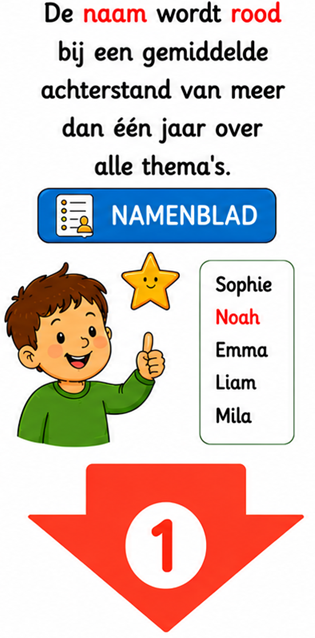 De naam wordt rood
bij een gemiddelde
achterstand van meer
dan één jaar over
alle thema's.
NAMENBLAD
Sophie
Noah
Emma
Liam
Mila
1